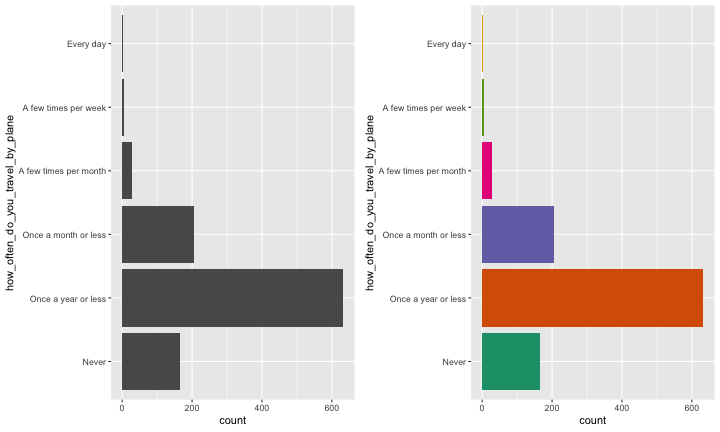 how_often_do_you_travel_by_plane
Every day
A few times per week
A few times per month
Once a month or less
Once a year or less
Never
0 200 400 600
count
how_often_do_you_travel_by_plane
Every day
A few times per week
A few times per month
Once a month or less
Once a year or less
Never
0 200 400 600
count